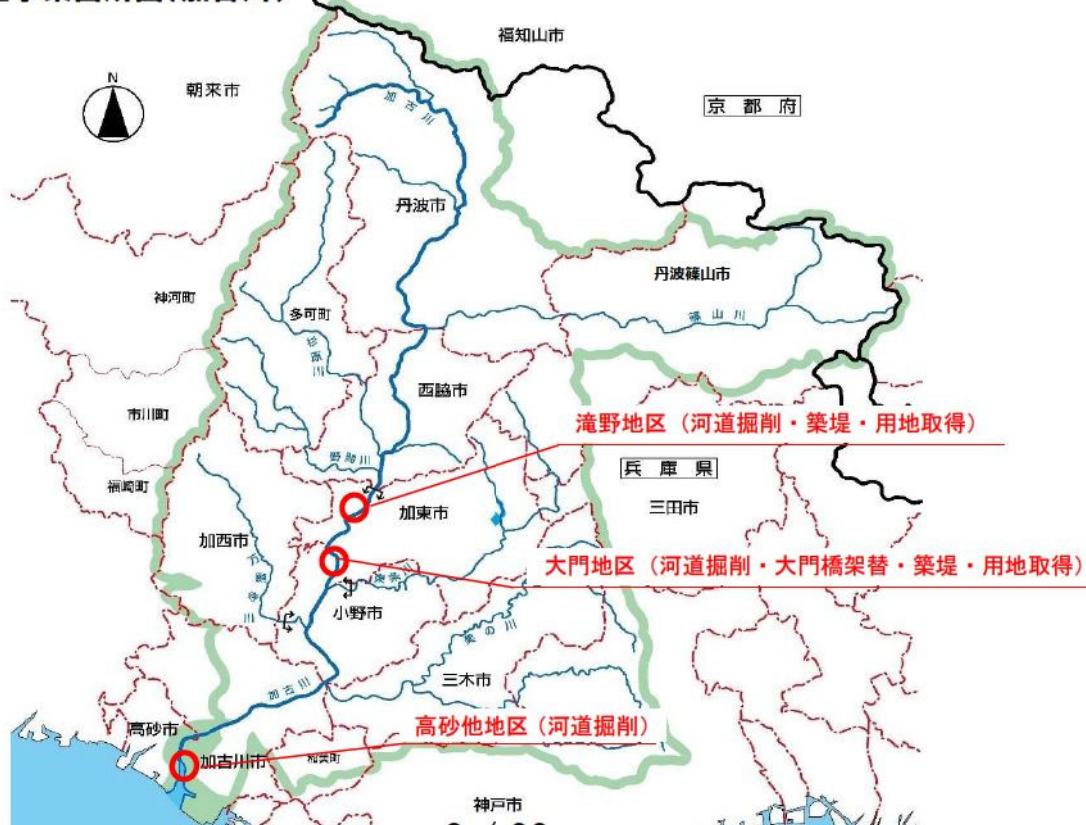 福知山市
N
朝来市
加古川
京都府
丹波市
丹波篠山市
神河町
多可町
篠山川
杉原川
西脇市
市川町
滝野地区（河道掘削・築堤・用地取得）
野間川
兵庫県
福崎町
三田市
加東市
加西市
大門地区（河道掘削・大門橋架替・築堤・用地取得）
万願寺川
東条川
小野市
美の川
三木市
加古川
高砂市
高砂他地区（河道掘削）
加古川市
稲美町
神戸市